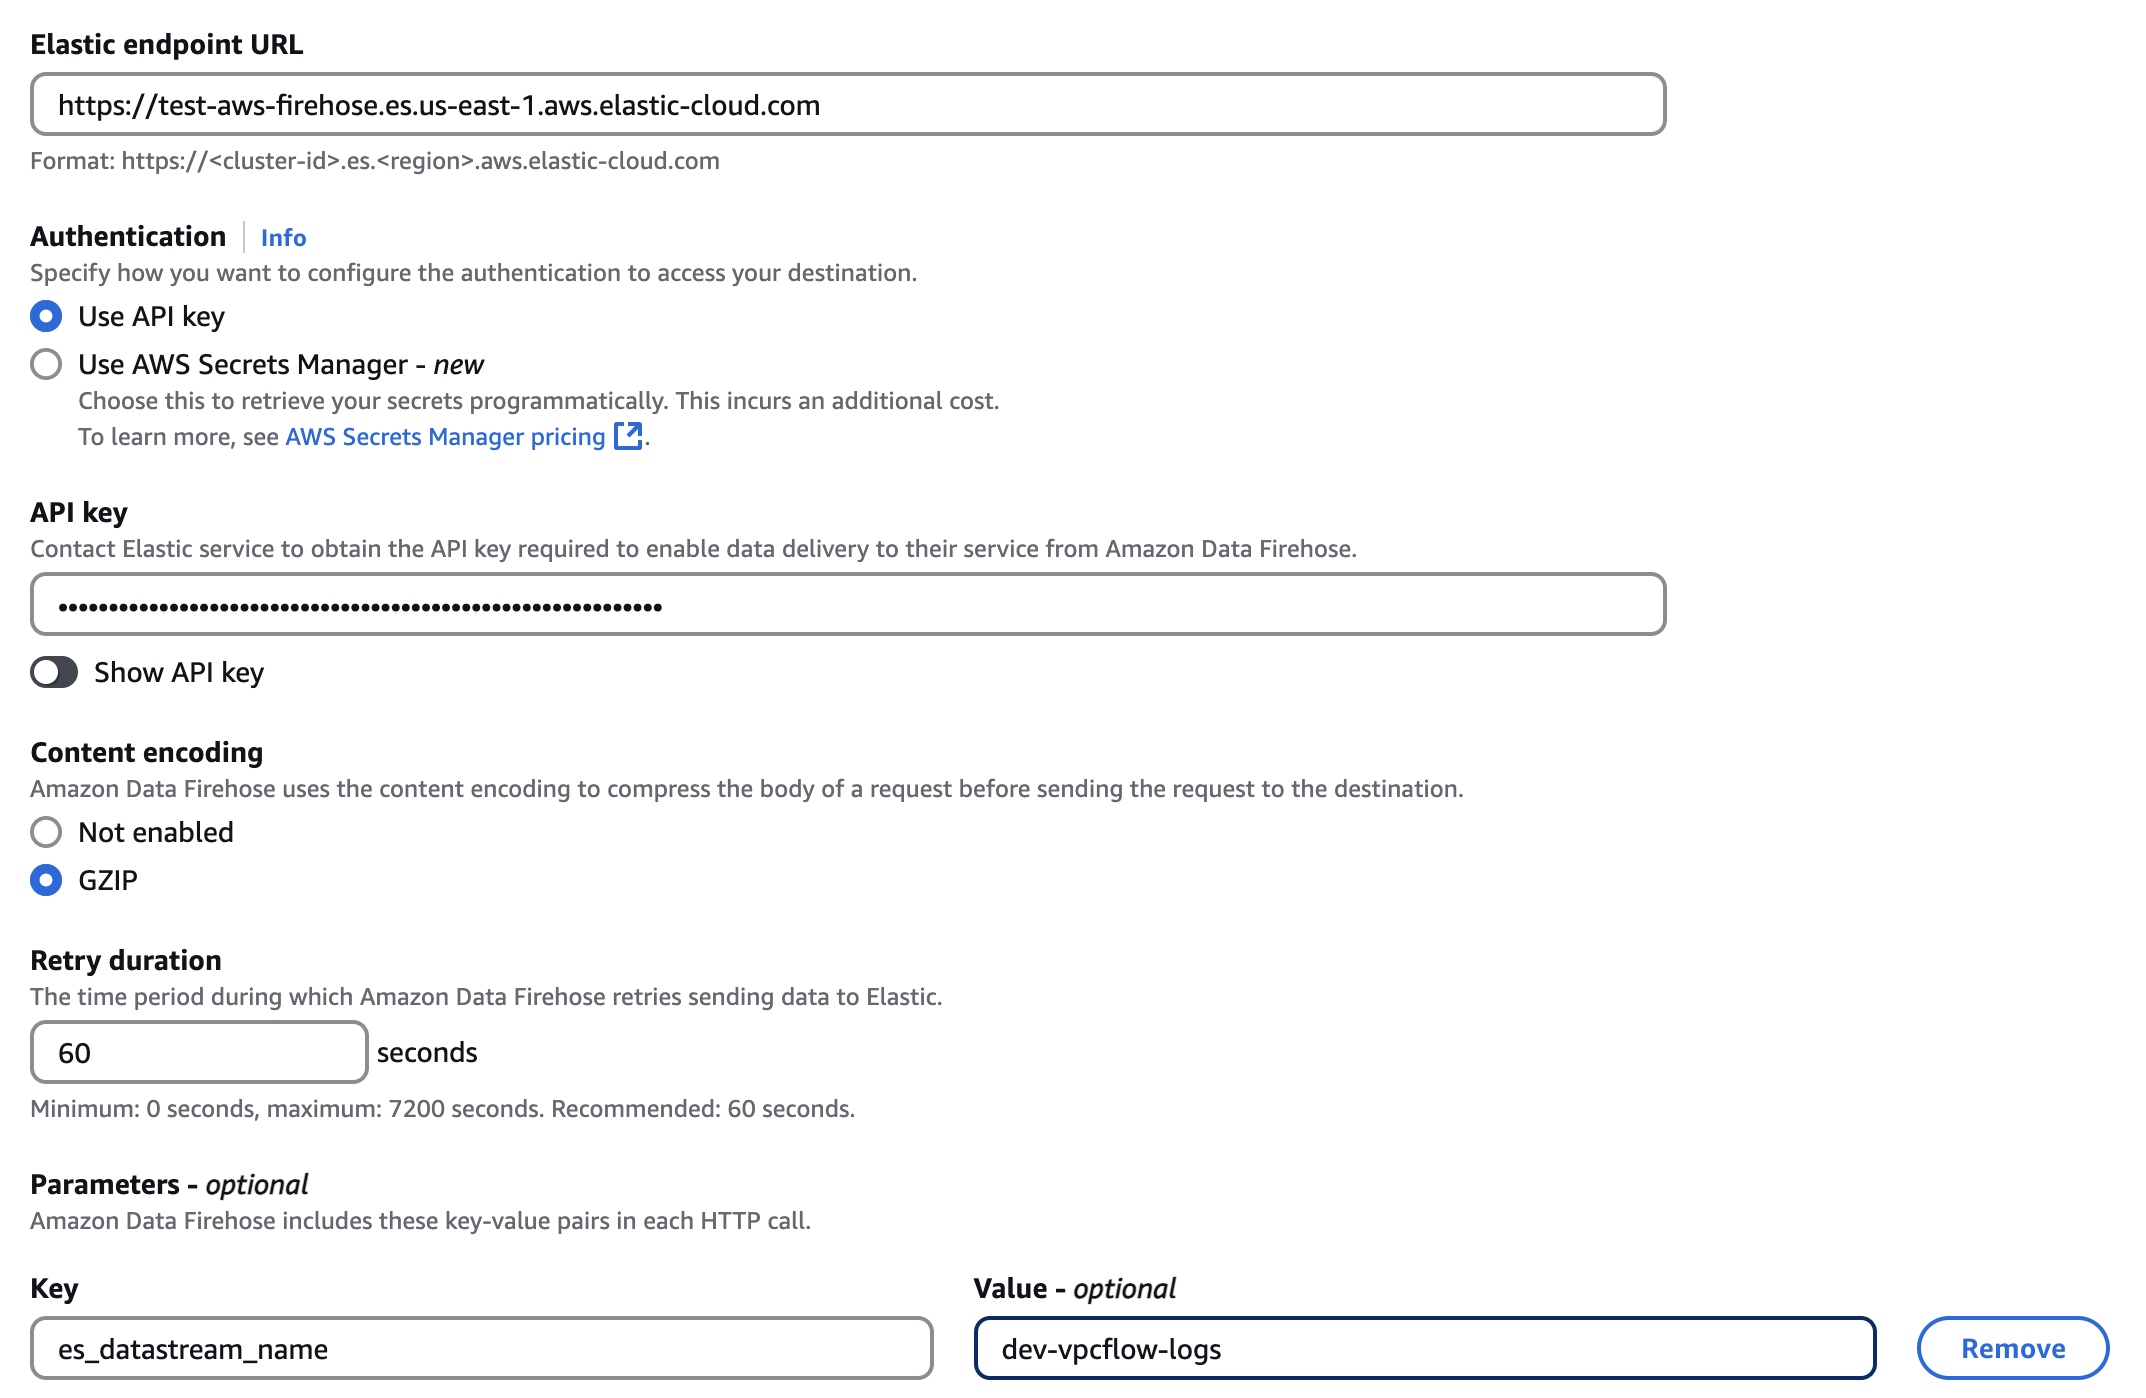 Elastic endpoint URL
https://test-aws-firehose.es.us-east-1.aws.elastic-cloud.com
Format: https://<cluster-id>.es.<region>.aws.elastic-cloud.com
Authentication Info
Specify how you want to configure the authentication to access your destination.
Use API key
Use AWS Secrets Manager - new
Choose this to retrieve your secrets programmatically. This incurs an additional cost.
To learn more, see AWS Secrets Manager pricing.
API key
Contact Elastic service to obtain the API key required to enable data delivery to their service from Amazon Data Firehose.
••••••••••••••••••••••••••••••••••••••••••••••••••••••••••••
Show API key
Content encoding
Amazon Data Firehose uses the content encoding to compress the body of a request before sending the request to the destination.
Not enabled
GZIP
Retry duration
The time period during which Amazon Data Firehose retries sending data to Elastic.
60 seconds
Minimum: 0 seconds, maximum: 7200 seconds. Recommended: 60 seconds.
Parameters - optional
Amazon Data Firehose includes these key-value pairs in each HTTP call.
Key Value - optional
es_datastream_name dev-vpcflow-logs Remove